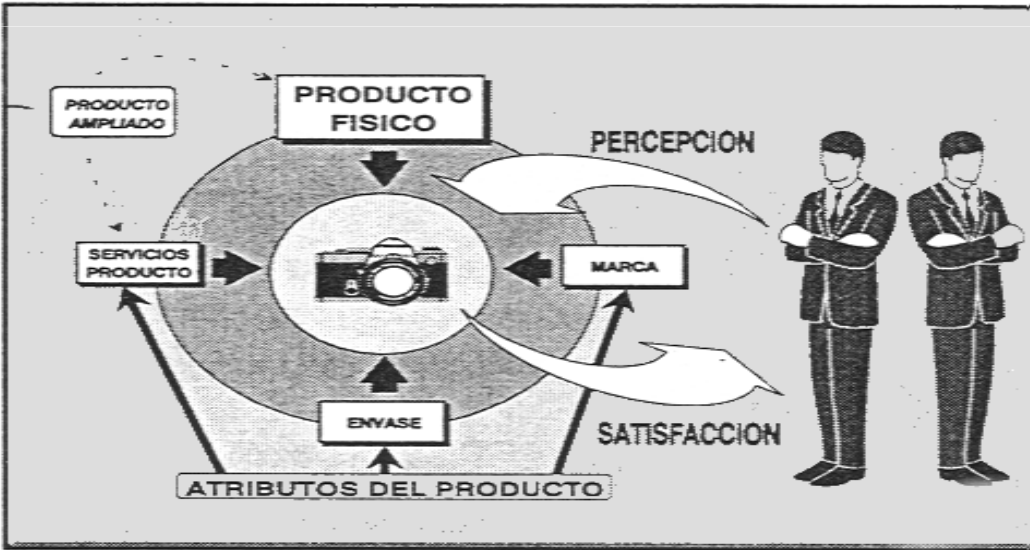 PRODUCTO
AMPLIADO
PRODUCTO
FISICO
PERCEPCION
SERVICIOS
PRODUCTO
MARCA
ENVASE
SATISFACCION
ATRIBUTOS DEL PRODUCTO